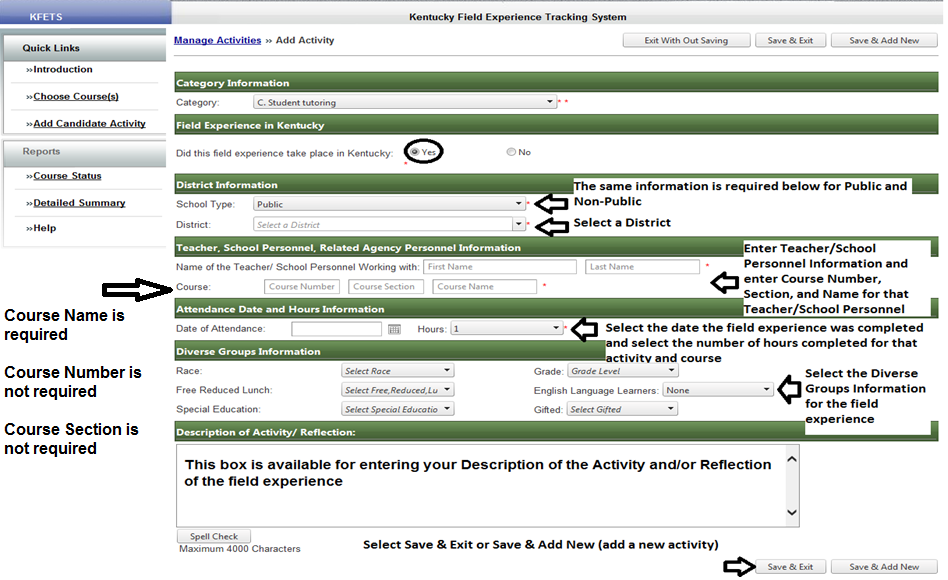 KFETS
Kentucky Field Experience Tracking System
Quick Links
»Introduction
»Choose Course(s)
»Add Candidate Activity
Reports
»Course Status
»Detailed Summary
»Help
Manage Activities » Add Activity
Exit With Out Saving
Save & Exit
Save & Add New
Category Information
Category: C. Student tutoring * *
Field Experience in Kentucky
Did this field experience take place in Kentucky: Yes No
*
District Information
The same information is required below for Public and
Non-Public
School Type: Public *
District: Select a District *
Select a District
Teacher, School Personnel, Related Agency Personnel Information
Name of the Teacher/ School Personnel Working with: First Name Last Name *
Course: Course Number Course Section Course Name *
Enter Teacher/School
Personnel Information and
enter Course Number,
Section, and Name for that
Teacher/School Personnel
Course Name is
required
Course Number is
not required
Course Section is
not required
Attendance Date and Hours Information
Date of Attendance: Hours: 1 *
Select the date the field experience was completed
and select the number of hours completed for that
activity and course
Diverse Groups Information
Race: Select Race Grade: Grade Level
Free Reduced Lunch: Select Free,Reduced,Lu English Language Learners: None
Special Education: Select Special Educatio Gifted: Select Gifted
Select the Diverse
Groups Information
for the field
experience
Description of Activity/ Reflection:
This box is available for entering your Description of the Activity and/or Reflection
of the field experience
Spell Check
Maximum 4000 Characters
Select Save & Exit or Save & Add New (add a new activity)
Save & Exit
Save & Add New